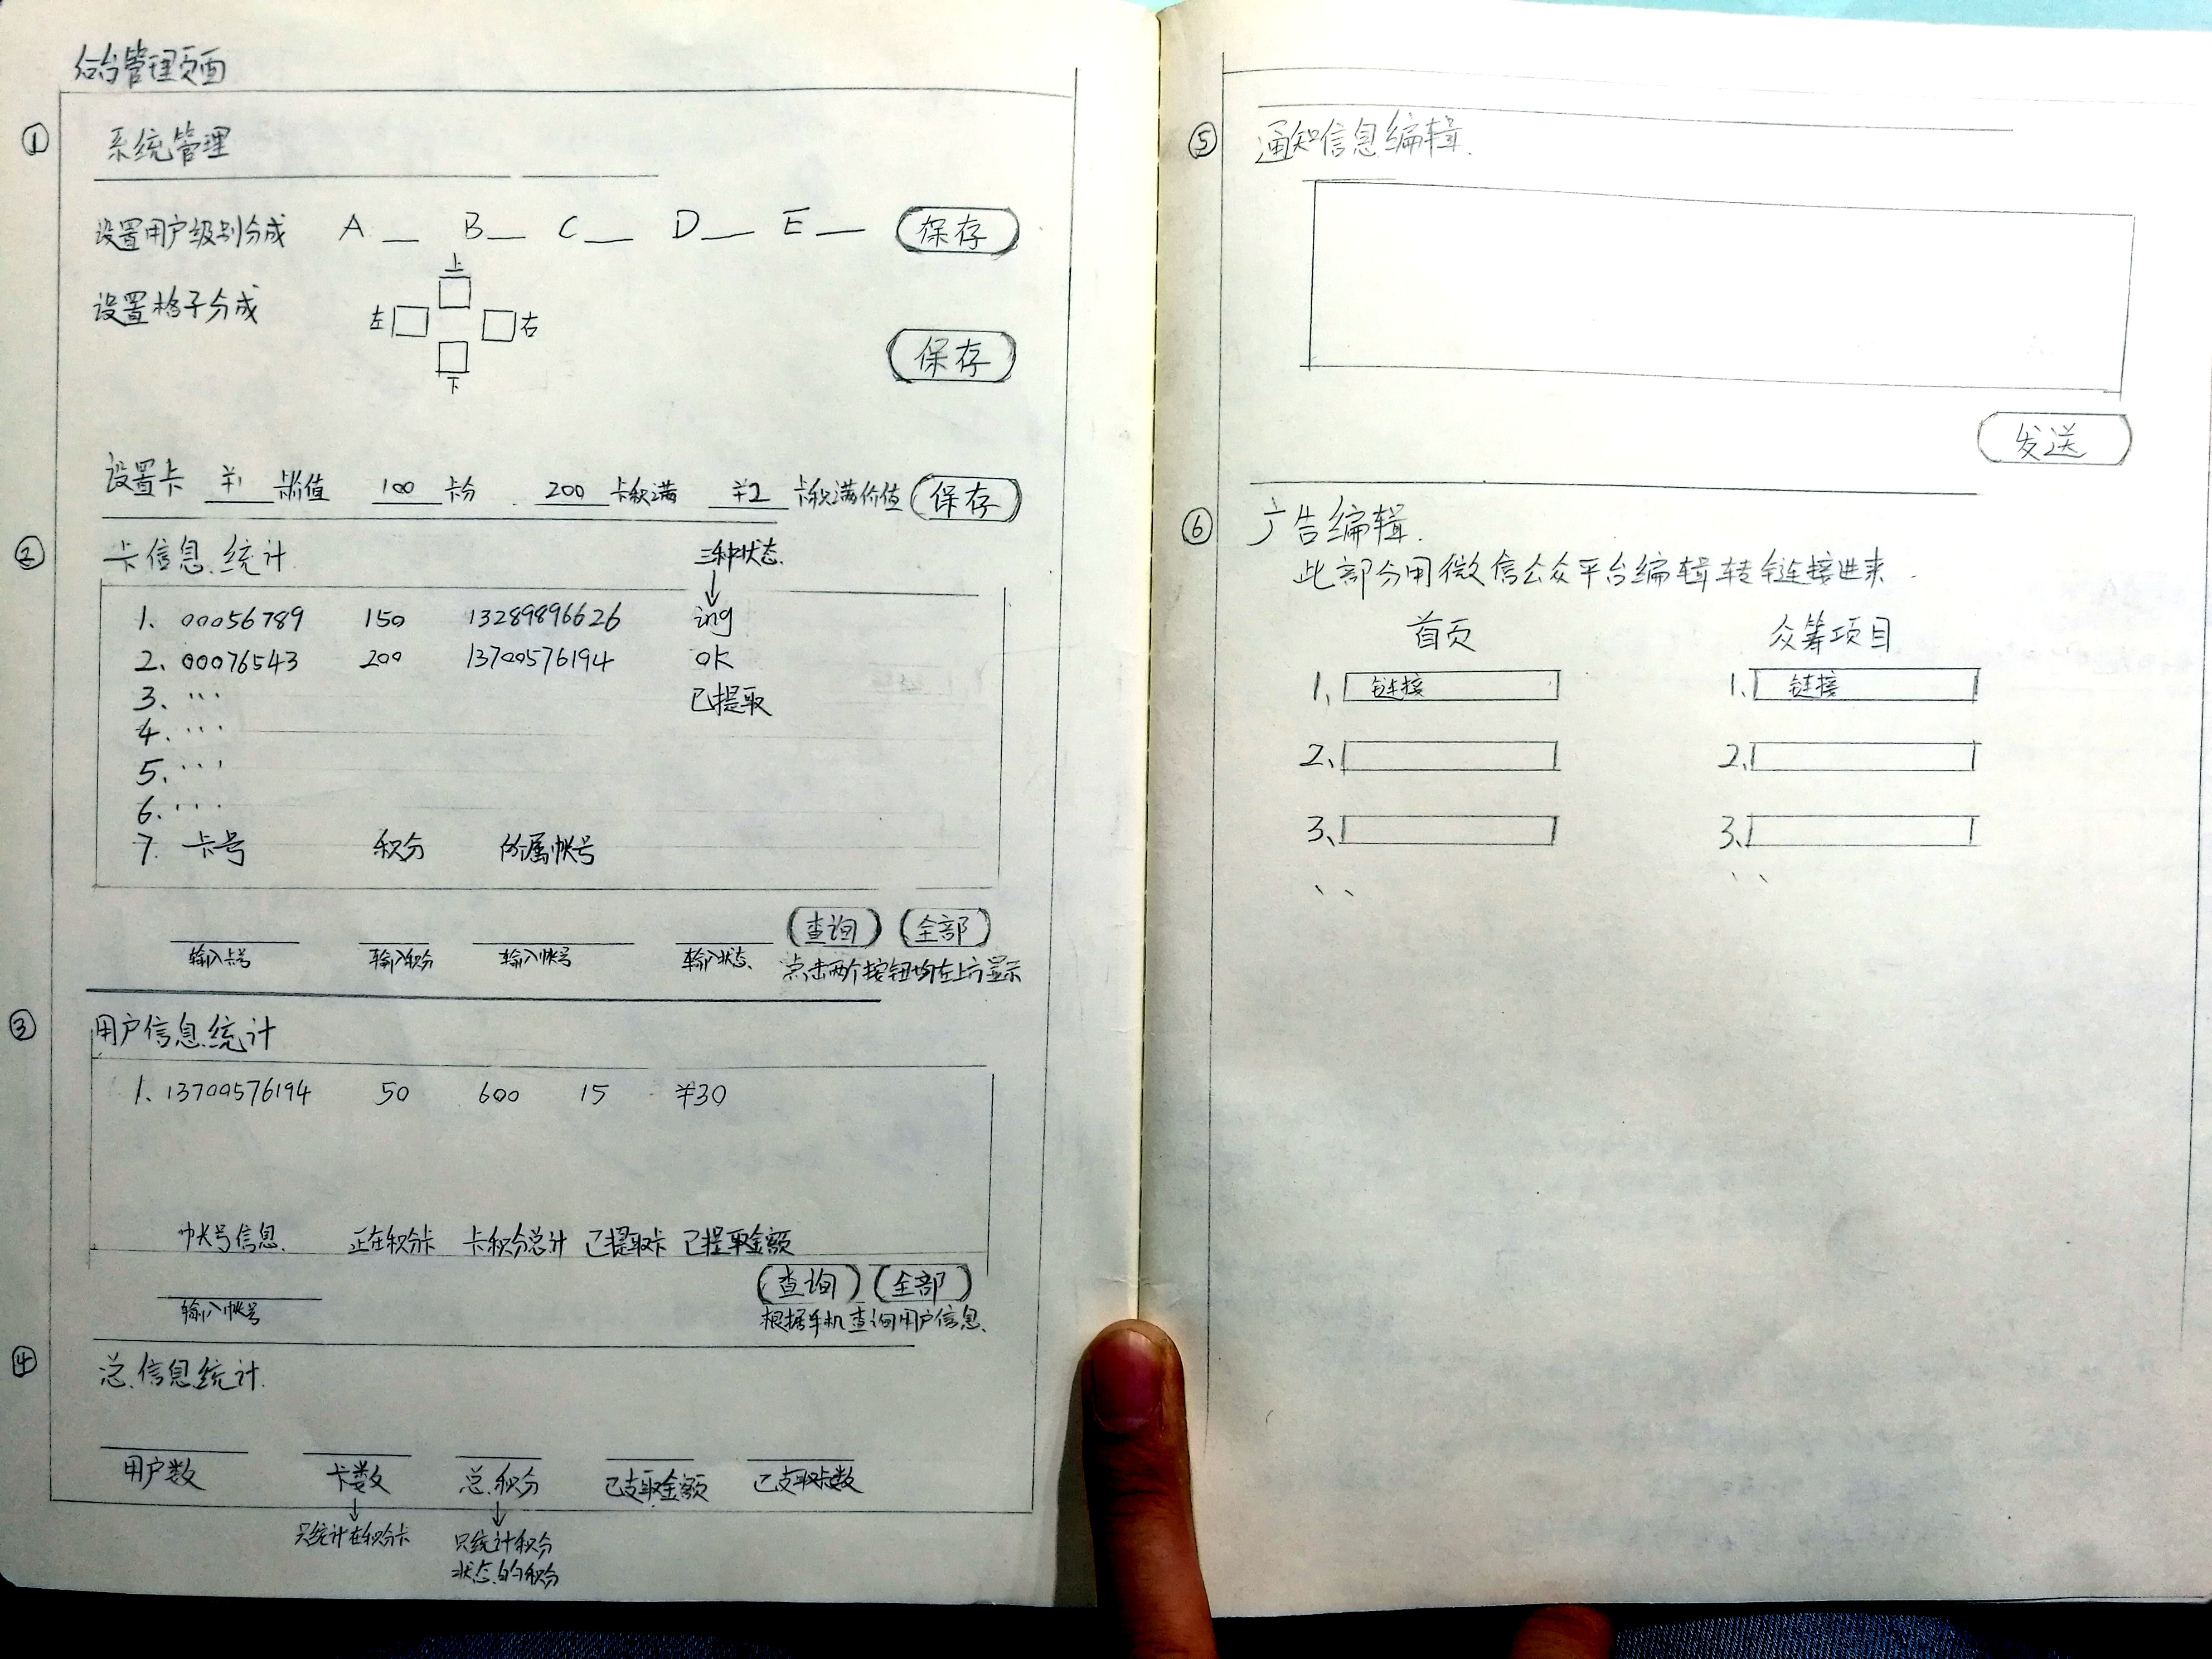 后台管理页面
① 系统管理
设置用户级别分成 A __ B __ C __ D __ E __ 保存
设置格子分成
上
左 右
下
保存
设置卡 ¥1 卡价值 100 卡分 200 卡积满 ¥2 卡积满价值 保存
② 卡信息统计 三种状态
1、00056789 150 13289896626 ing
2、00076543 200 13700576194 OK
3、... 已提取
4、...
5、...
6、...
7 卡号 积分 所属帐号
查询 全部
输入卡号 输入积分 输入帐号 输入状态 点击两个按钮均在上方显示
③ 用户信息统计
1、13700576194 50 600 15 ¥30
帐号信息 正在积分卡 卡积分总计 已提取卡 已提取金额
查询 全部
输入帐号 根据手机查询用户信息
④ 总信息统计
用户数 卡数 总积分 已支取金额 已支取卡数
只统计在积分卡 只统计积分
状态的积分
⑤ 通知信息编辑
发送
⑥ 广告编辑
此部分用微信公众平台编辑转链接进来
首页 众筹项目
1、链接 1、链接
2、 2、
3、 3、